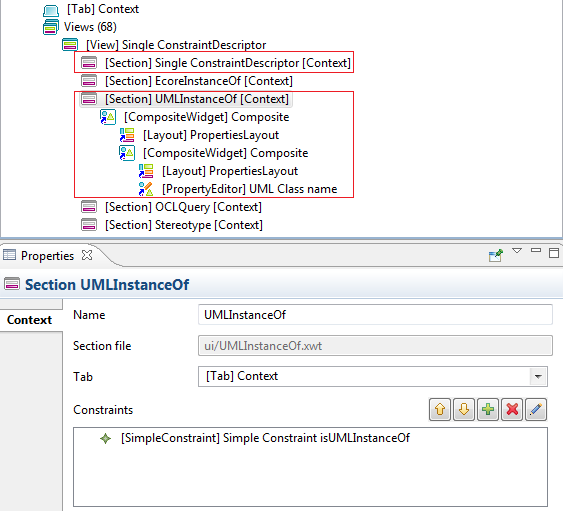 [Tab] Context
Views (68)
[View] Single ConstraintDescriptor
[Section] Single ConstraintDescriptor [Context]
[Section] EcoreInstanceOf [Context]
[Section] UMLInstanceOf [Context]
[CompositeWidget] Composite
[Layout] PropertiesLayout
[CompositeWidget] Composite
[Layout] PropertiesLayout
[PropertyEditor] UML Class name
[Section] OCLQuery [Context]
[Section] Stereotype [Context]
Properties
Section UMLInstanceOf
Context
Name UMLInstanceOf
Section file ui/UMLInstanceOf.xwt
Tab [Tab] Context
Constraints
[SimpleConstraint] Simple Constraint isUMLInstanceOf